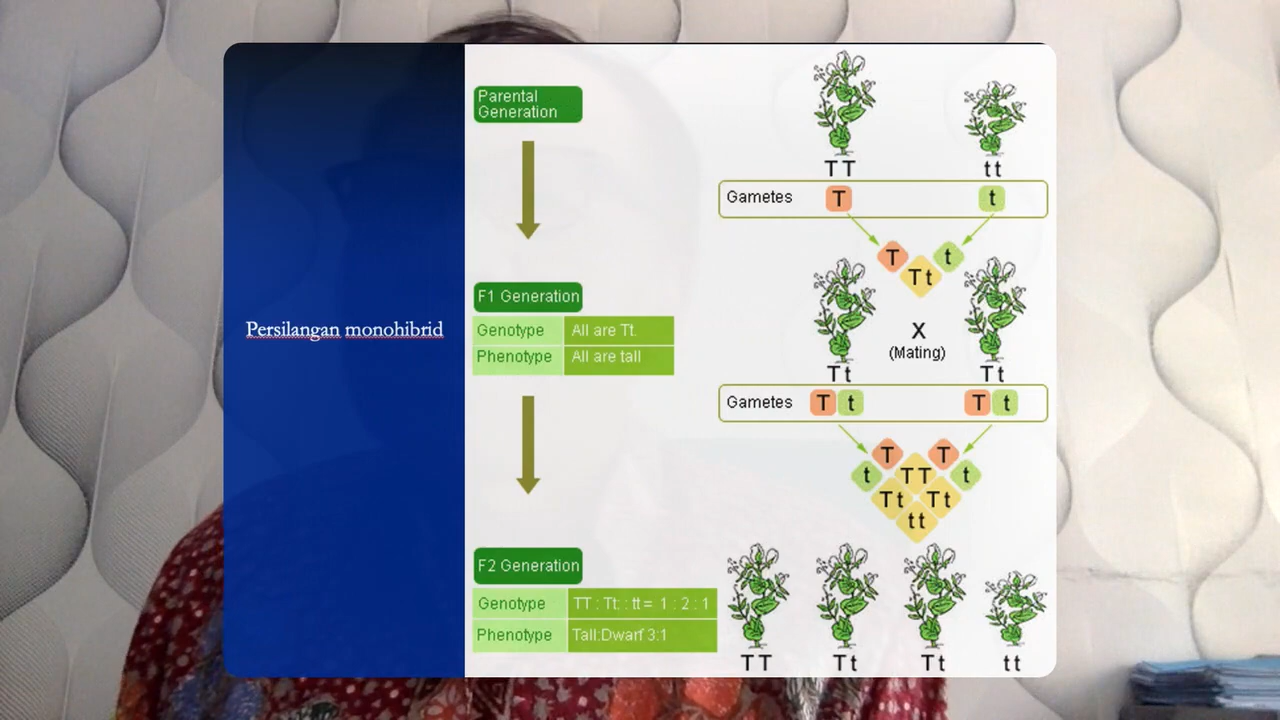 Persilangan monohibrid
Parental
Generation
TT
tt
Gametes T t
T t
Tt
F1 Generation
Genotype All are Tt.
Phenotype All are tall
X
(Mating)
Tt
Tt
Gametes T t T t
T T
t TT t
Tt Tt
tt
F2 Generation
Genotype TT : Tt: : tt = 1 : 2 : 1
Phenotype Tall:Dwarf 3:1
TT Tt Tt tt